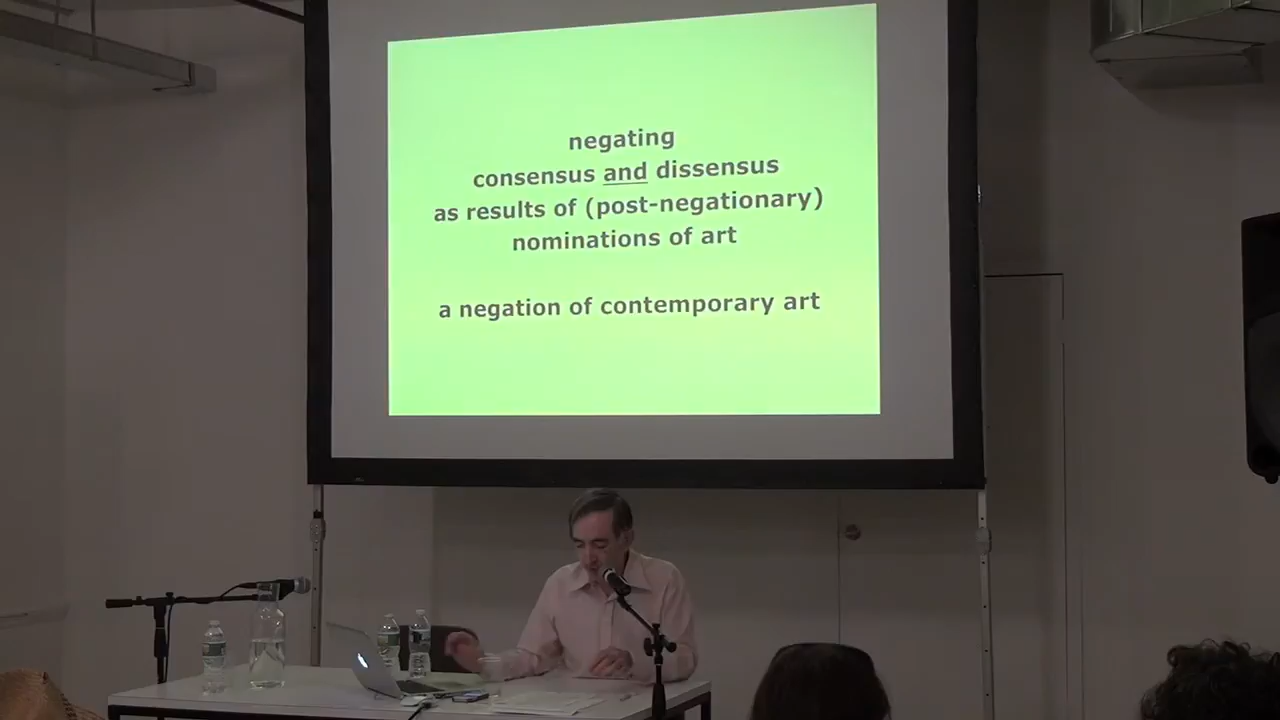 negating
consensus and dissensus
as results of (post-negationary)
nominations of art
a negation of contemporary art